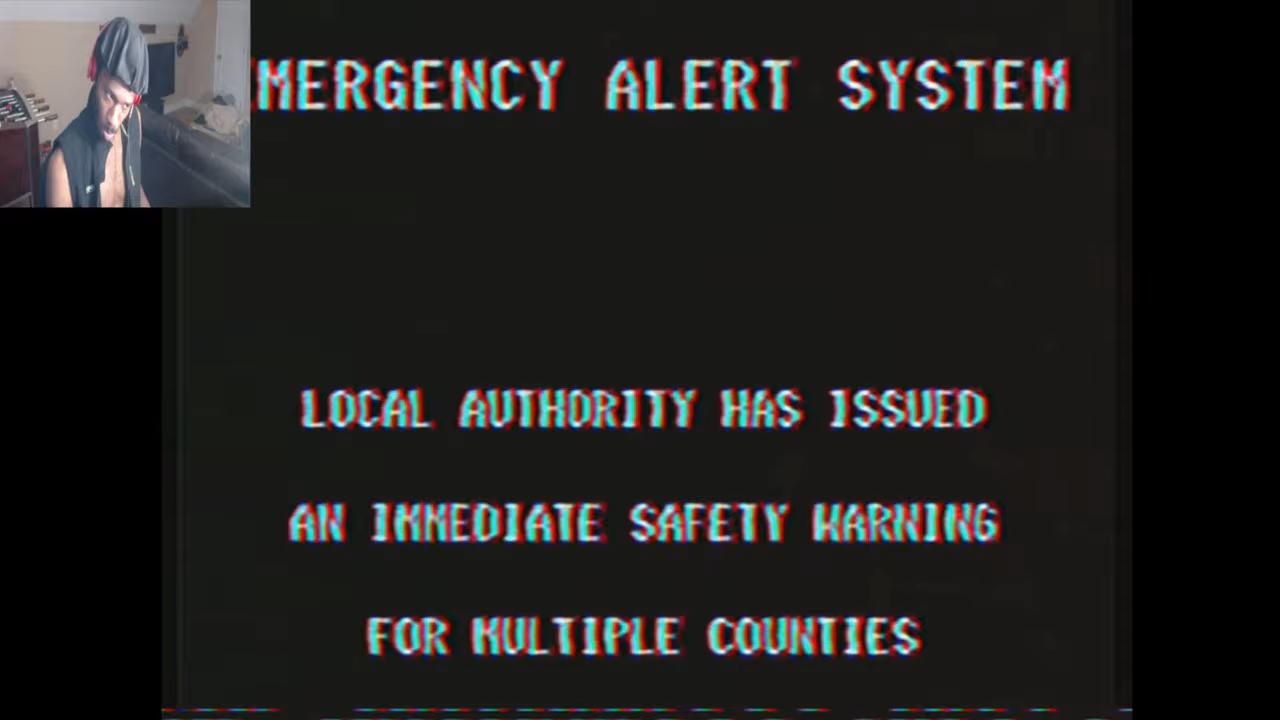 MERGENCY ALERT SYSTEM
LOCAL AUTHORITY HAS ISSUED
AN IMMEDIATE SAFETY WARNING
FOR MULTIPLE COUNTIES